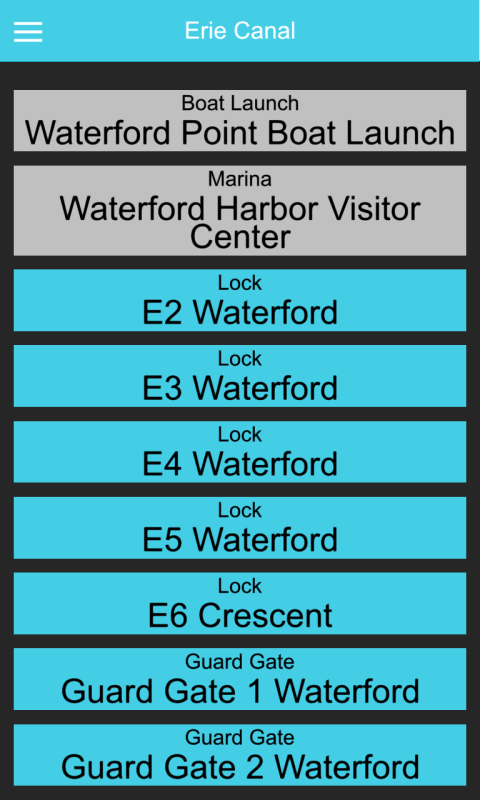 Erie Canal
Boat Launch
Waterford Point Boat Launch
Marina
Waterford Harbor Visitor
Center
Lock
E2 Waterford
Lock
E3 Waterford
Lock
E4 Waterford
Lock
E5 Waterford
Lock
E6 Crescent
Guard Gate
Guard Gate 1 Waterford
Guard Gate
Guard Gate 2 Waterford